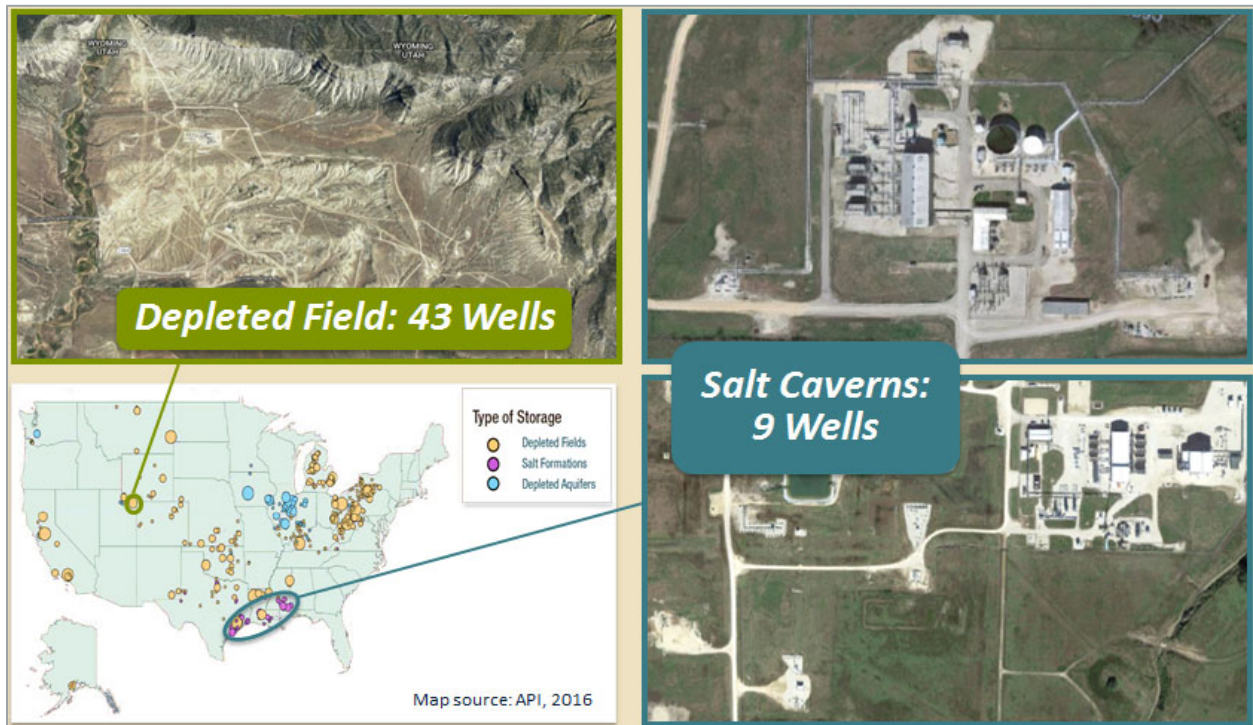 WYOMING
UTAH
WYOMING
UTAH
Depleted Field: 43 Wells
Salt Caverns:
9 Wells
Type of Storage
Depleted Fields
Salt Formations
Depleted Aquifers
Map source: API, 2016